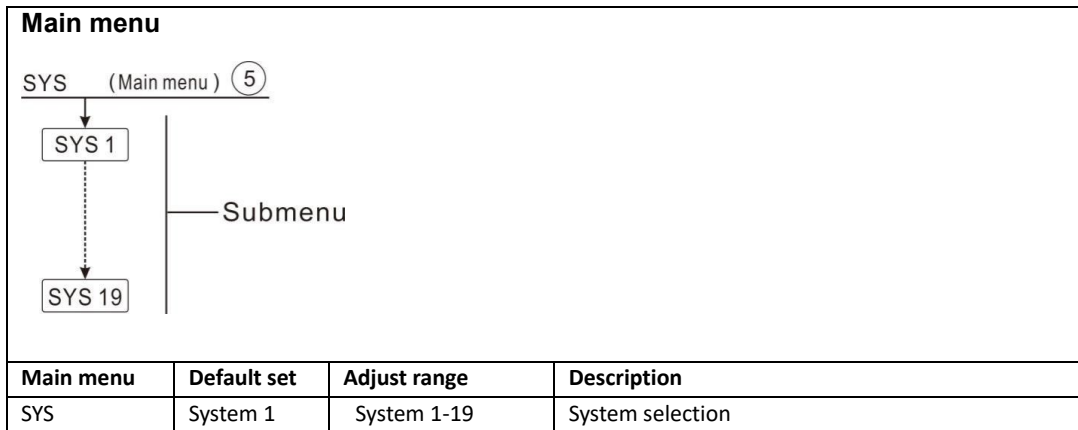 Main menu
SYS (Main menu) 5
SYS 1
Submenu
SYS 19
Main menu Default set Adjust range Description
SYS System 1 System 1-19 System selection